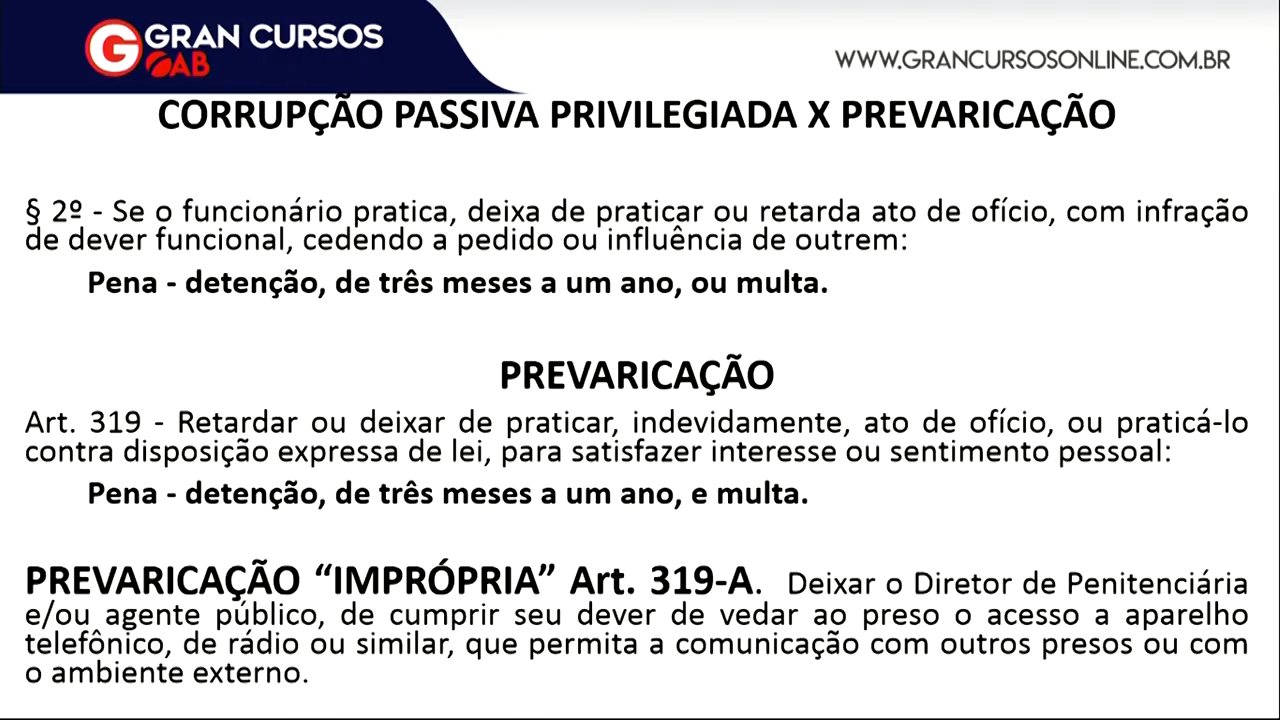 GRAN CURSOS
OAB
WWW.GRANCURSOSONLINE.COM.BR
CORRUPÇÃO PASSIVA PRIVILEGIADA X PREVARICAÇÃO
§ 2º - Se o funcionário pratica, deixa de praticar ou retarda ato de ofício, com infração
de dever funcional, cedendo a pedido ou influência de outrem:
Pena - detenção, de três meses a um ano, ou multa.
PREVARICAÇÃO
Art. 319 - Retardar ou deixar de praticar, indevidamente, ato de ofício, ou praticá-lo
contra disposição expressa de lei, para satisfazer interesse ou sentimento pessoal:
Pena - detenção, de três meses a um ano, e multa.
PREVARICAÇÃO “IMPRÓPRIA” Art. 319-A. Deixar o Diretor de Penitenciária
e/ou agente público, de cumprir seu dever de vedar ao preso o acesso a aparelho
telefônico, de rádio ou similar, que permita a comunicação com outros presos ou com
o ambiente externo.